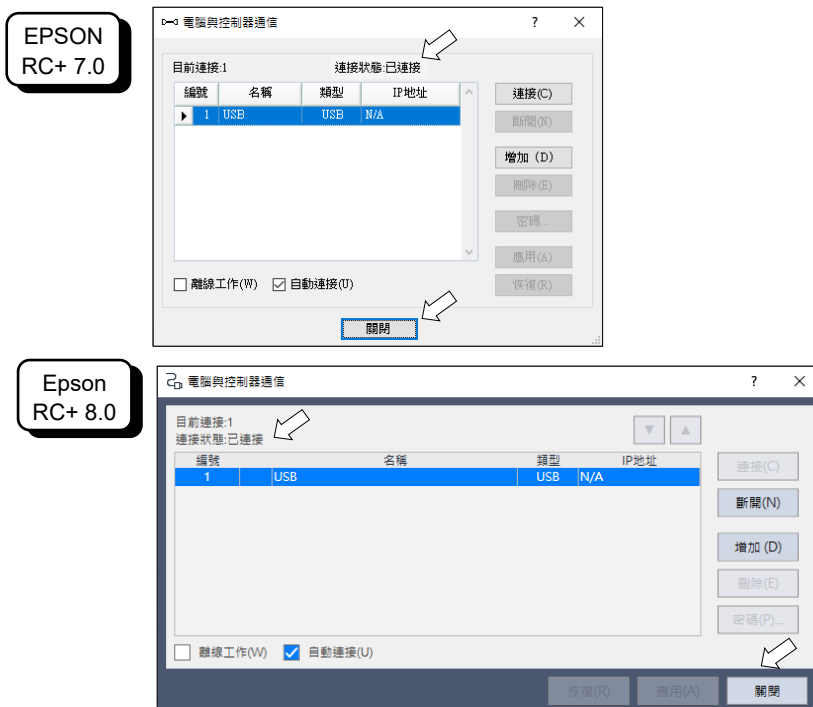 EPSON
RC+ 7.0
電腦與控制器通信
?
目前連接:1
連接狀態:已連接
編號 名稱 類型 IP地址
1 USB USB N/A
連接(C)
斷開(N)
增加 (D)
刪除(E)
密碼...
應用(A)
恢復(R)
離線工作(W) 自動連接(U)
關閉
Epson
RC+ 8.0
電腦與控制器通信
?
目前連接:1
連接狀態:已連接
編號 名稱 類型 IP地址
1 USB USB N/A
連接(C)
斷開(N)
增加 (D)
刪除(E)
密碼(P)...
離線工作(W) 自動連接(U)
恢復(R) 應用(A) 關閉